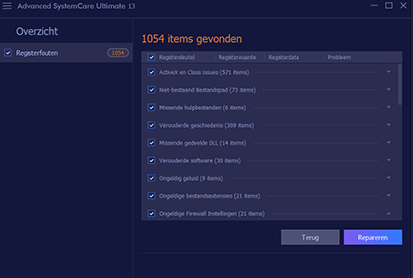 Advanced SystemCare Ultimate 13
Overzicht
Registerfouten 1054
1054 items gevonden
Registersleutel Registerwaarde Registerdata Probleem
ActiveX en Class issues (571 items)
Niet-bestaand Bestandspad (73 items)
Missende hulpbestanden (6 items)
Verouderde geschiedenis (309 items)
Missende gedeelde DLL (14 items)
Verouderde software (30 items)
Ongeldig geluid (9 items)
Ongeldige bestandsextensies (21 items)
Ongeldige Firewall Instellingen (21 items)
Terug Repareren